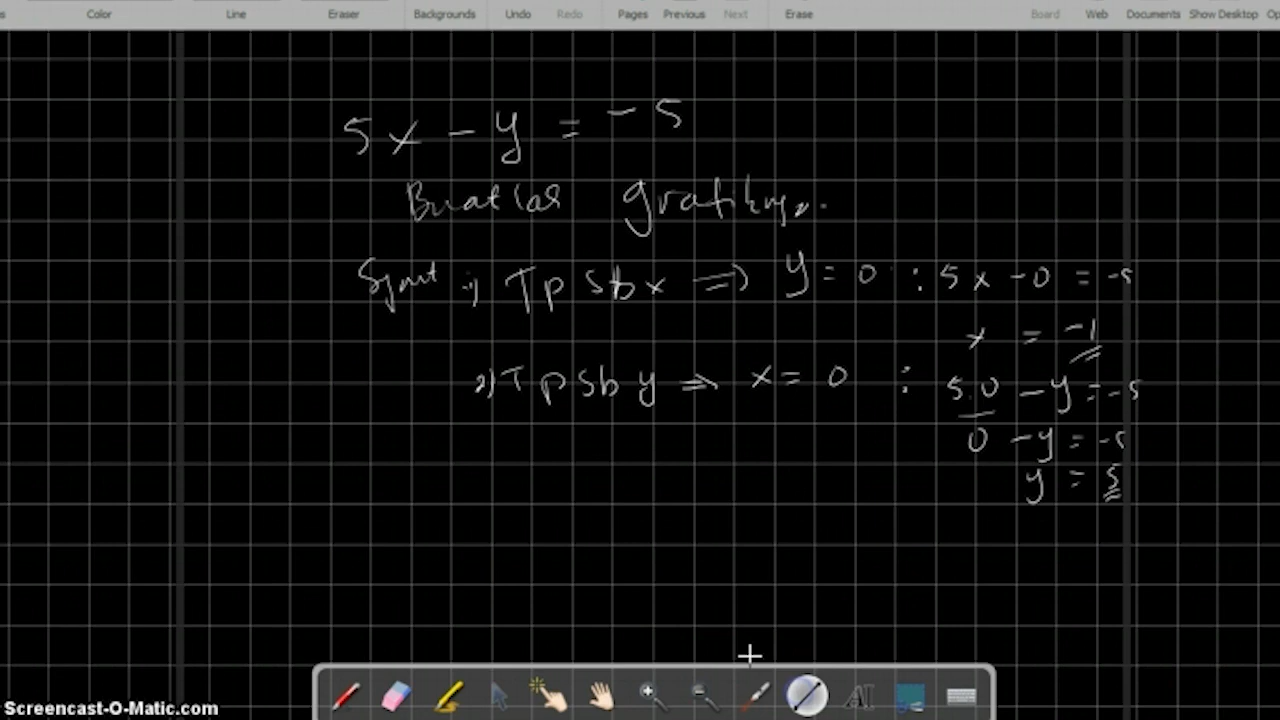 Color Line Eraser Backgrounds Undo Redo Pages Previous Next Erase Board Web Documents Show Desktop
5x - y = -5
Buatlah grafiknya.
Syarat : 1) Tp Sb x => y = 0 : 5x - 0 = -5
x = -1
2) Tp Sb y => x = 0 : 5.0 - y = -5
0 - y = -5
y = 5
AI
Screencast-O-Matic.com